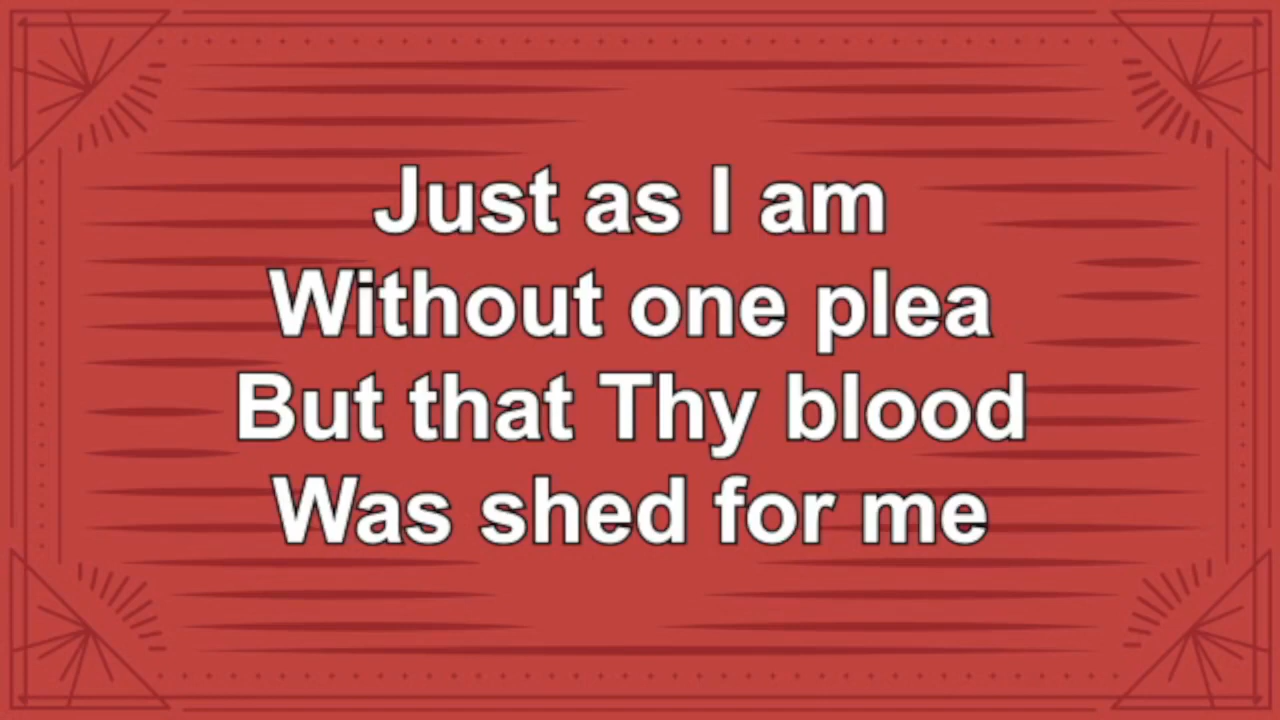 Just as I am
Without one plea
But that Thy blood
Was shed for me